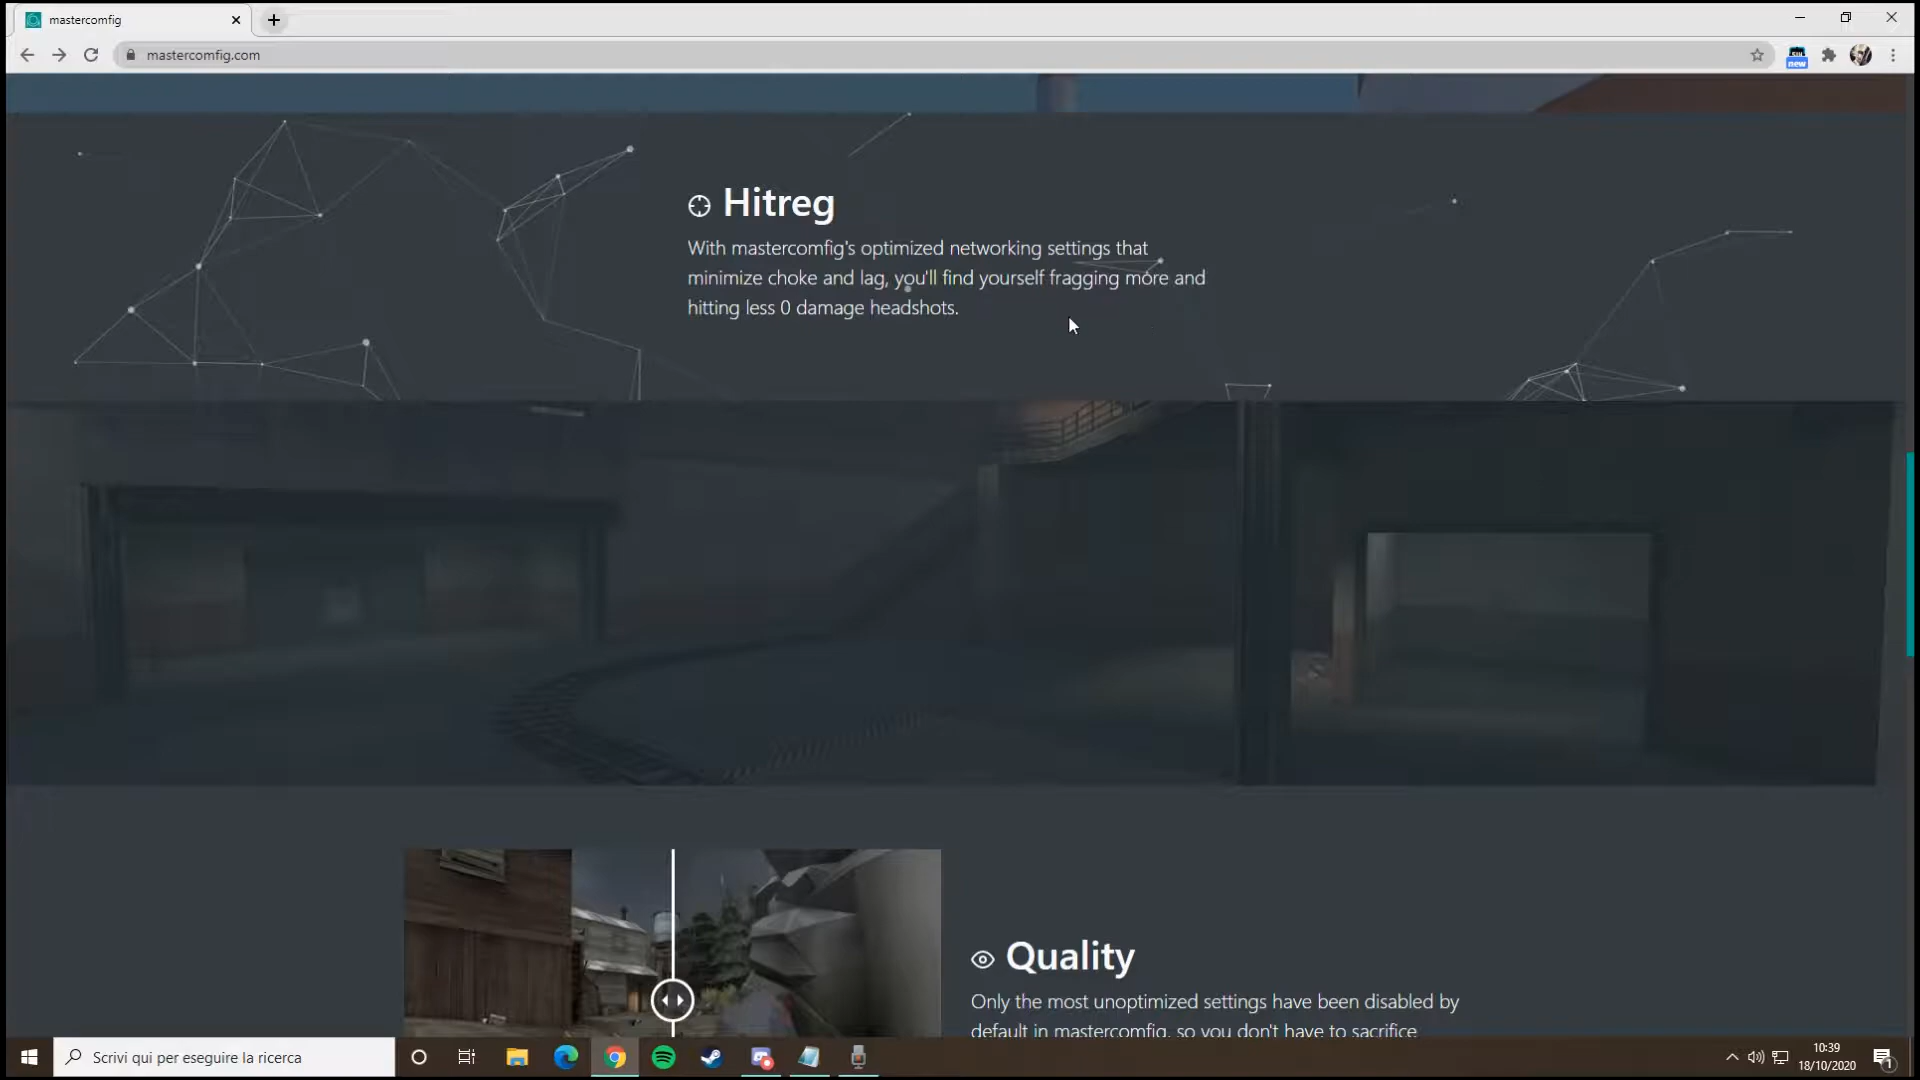 mastercomfig
mastercomfig.com
new
Hitreg
With mastercomfig's optimized networking settings that
minimize choke and lag, you'll find yourself fragging more and
hitting less 0 damage headshots.
Quality
Only the most unoptimized settings have been disabled by
default in mastercomfig, so you don't have to sacrifice
Scrivi qui per eseguire la ricerca
10:39
18/10/2020
1